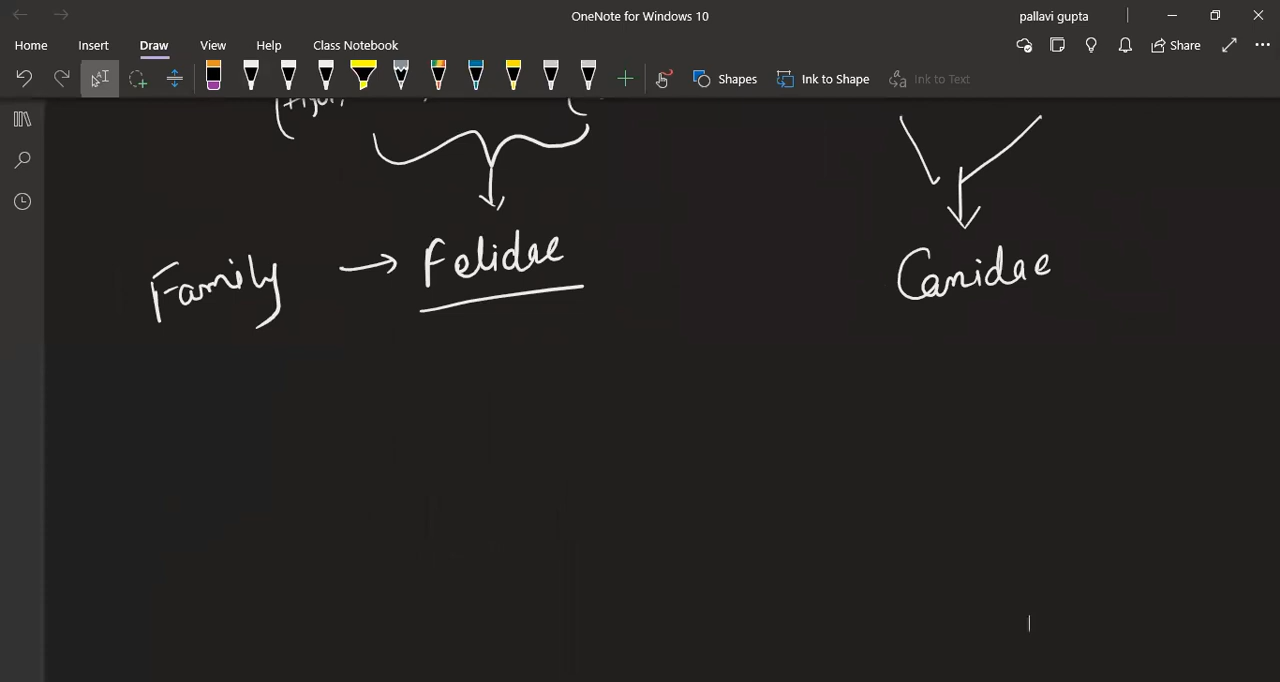 OneNote for Windows 10
pallavi gupta
Home Insert Draw View Help Class Notebook
Share
Shapes Ink to Shape Ink to Text
Family → Felidae Canidae